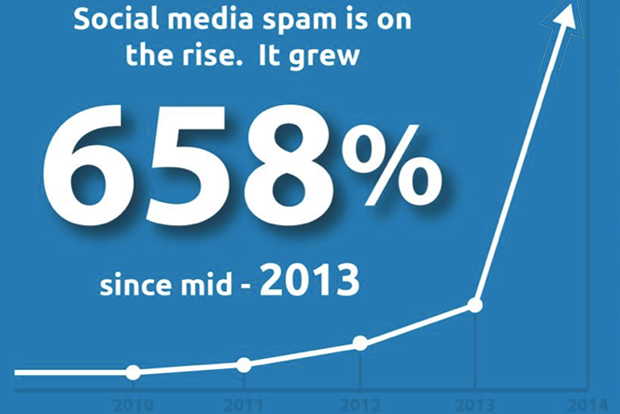 Social media spam is on
the rise. It grew
658%
since mid - 2013
2010 2011 2012 2013 2014